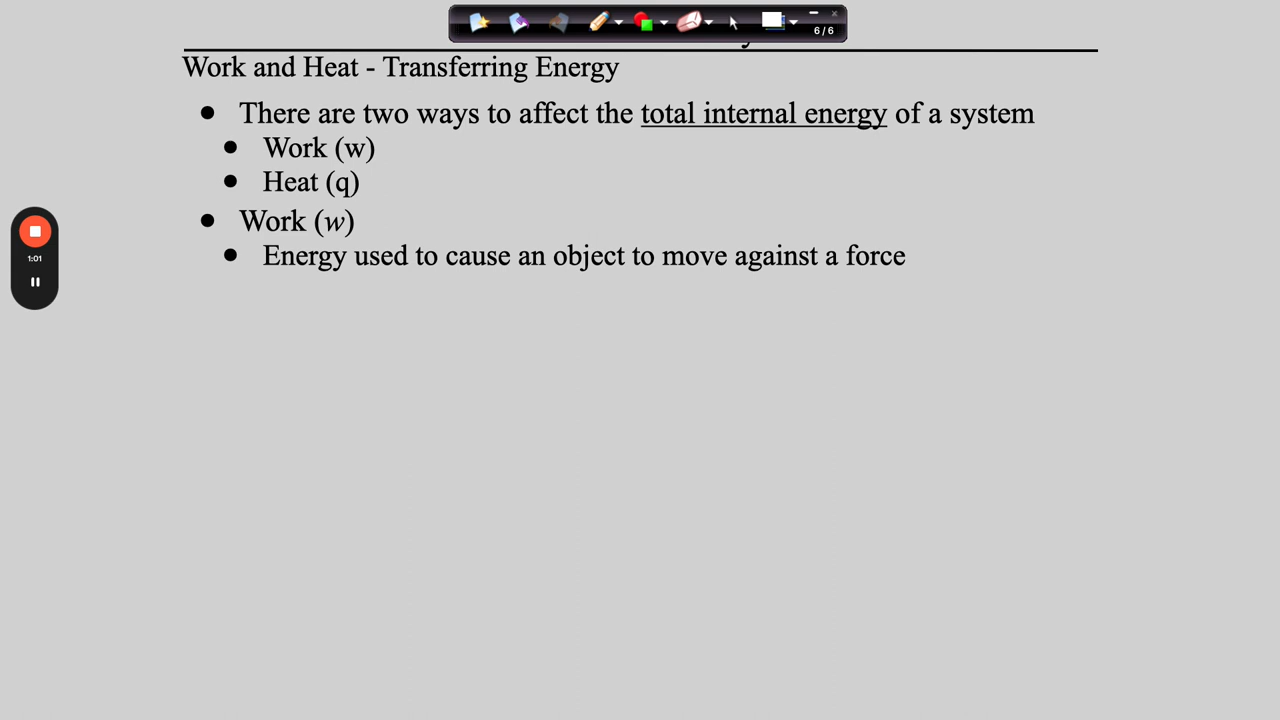 6 / 6
Work and Heat - Transferring Energy
● There are two ways to affect the total internal energy of a system
● Work (w)
● Heat (q)
● Work (w)
● Energy used to cause an object to move against a force
1:01